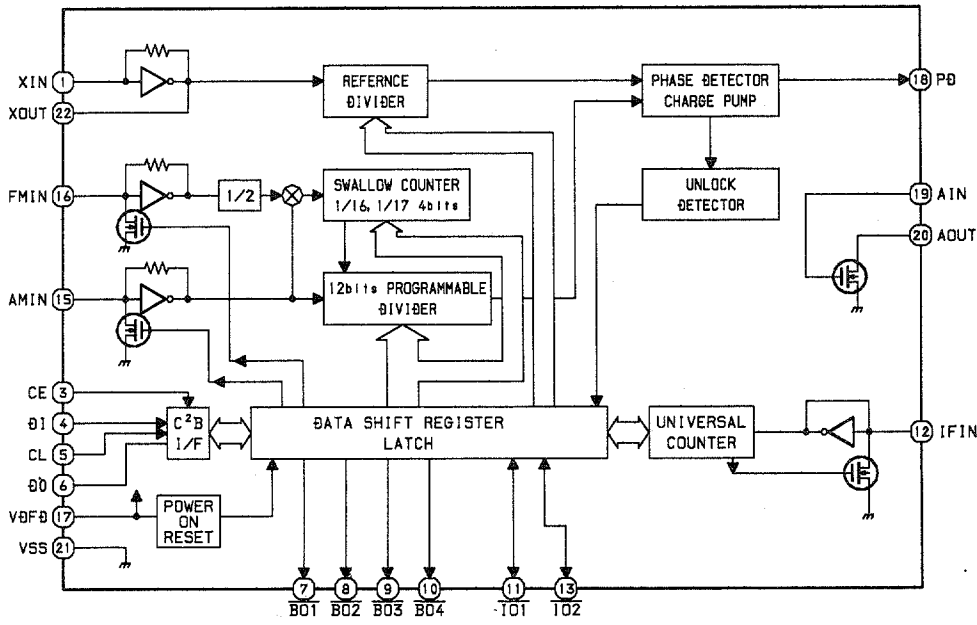 XIN 1
XOUT 22
REFERNCE
DIVIDER
PHASE DETECTOR
CHARGE PUMP
18 PD
FMIN 16
1/2
SWALLOW COUNTER
1/16, 1/17 4bits
UNLOCK
DETECTOR
19 AIN
20 AOUT
AMIN 15
12bits PROGRAMMABLE
DIVIDER
CE 3
DI 4
CL 5
DO 6
C²B
I/F
DATA SHIFT REGISTER
LATCH
UNIVERSAL
COUNTER
12 IFIN
VDFD 17
POWER
ON
RESET
VSS 21
7 8 9 10 11 13
BO1 BO2 BO3 BO4 IO1 IO2